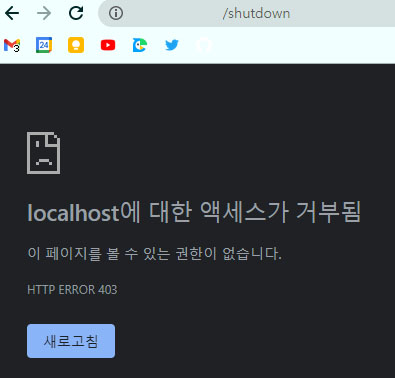 /shutdown
3
24
localhost에 대한 액세스가 거부됨
이 페이지를 볼 수 있는 권한이 없습니다.
HTTP ERROR 403
새로고침